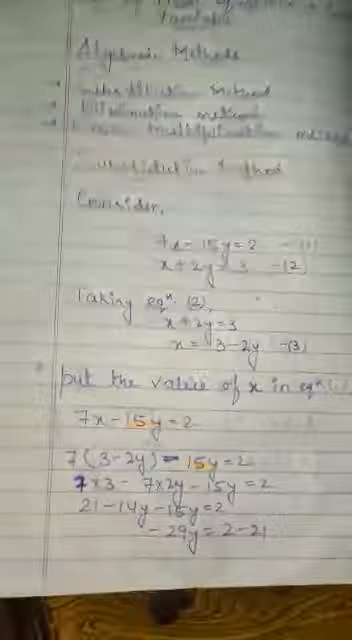 Variable
Algebraic Methods
Substitution Method
Elimination method
multiplication method
Substitution Method
Consider,
7x - 15y = 2 -(1)
x + 2y = 3 -(2)
Taking eqⁿ (2),
x + 2y = 3
x = 3 - 2y -(3)
put the value of x in eqⁿ (1)
7x - 15y = 2
7(3 - 2y) - 15y = 2
7×3 - 7×2y - 15y = 2
21 - 14y - 15y = 2
- 29y = 2 - 21